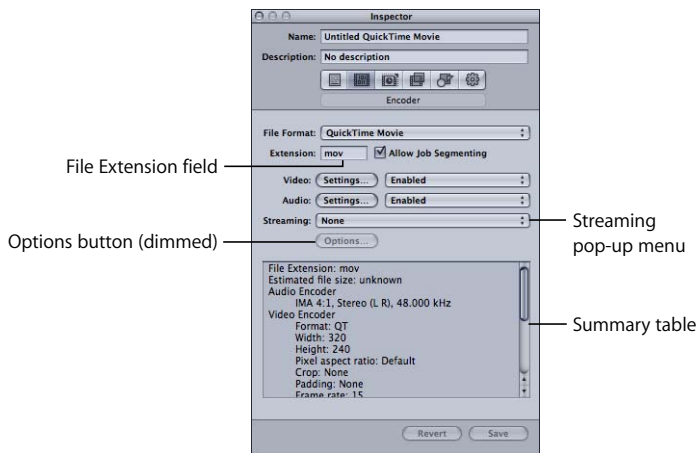 Inspector
Name: Untitled QuickTime Movie
Description: No description
Encoder
File Format: QuickTime Movie
Extension: mov Allow Job Segmenting
File Extension field
Video: Settings... Enabled
Audio: Settings... Enabled
Streaming: None
Streaming
pop-up menu
Options button (dimmed)
Options...
File Extension: mov
Estimated file size: unknown
Audio Encoder
IMA 4:1, Stereo (L R), 48.000 kHz
Video Encoder
Format: QT
Width: 320
Height: 240
Pixel aspect ratio: Default
Crop: None
Padding: None
Frame rate: 15
Summary table
Revert Save